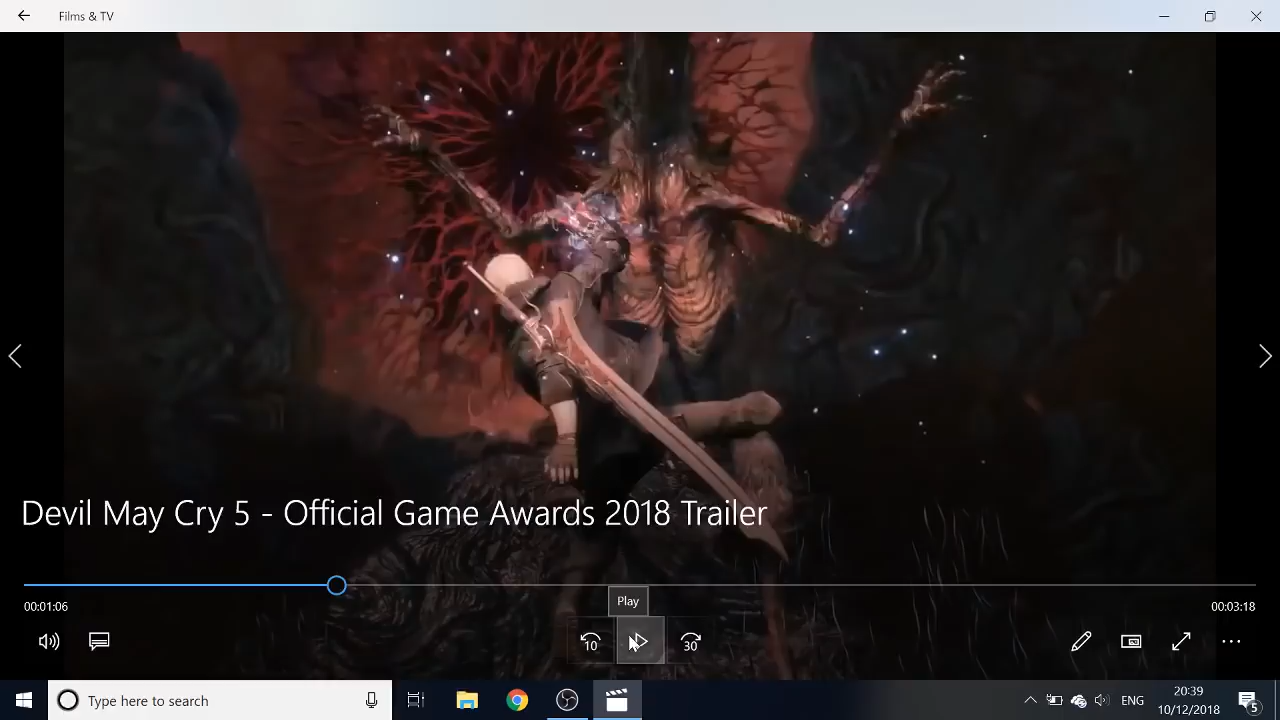 Films & TV
Devil May Cry 5 - Official Game Awards 2018 Trailer
00:01:06
00:03:18
Play
10
30
Type here to search
ENG
20:39
10/12/2018
5